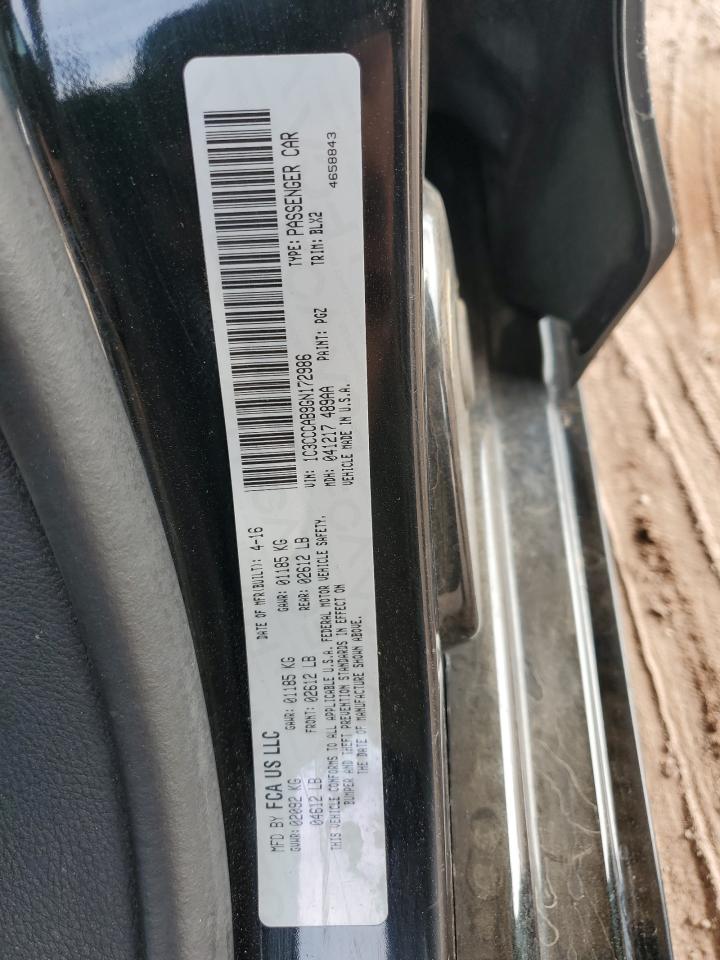 MFD BY FCA US LLC
DATE OF MFR(BUILT): 4-16
GVWR: 02092 KG
GAWR: 01185 KG
GAWR: 01185 KG
04612 LB
FRONT: 02612 LB
REAR: 02612 LB
THIS VEHICLE CONFORMS TO ALL APPLICABLE U.S.A. FEDERAL MOTOR VEHICLE SAFETY,
BUMPER AND THEFT PREVENTION STANDARDS IN EFFECT ON
THE DATE OF MANUFACTURE SHOWN ABOVE.
VIN: 1C3CCCAB9GN172986
TYPE: PASSENGER CAR
MDH: 041217 489AA
PAINT: PGZ
TRIM: BLX2
VEHICLE MADE IN U.S.A.
4658843